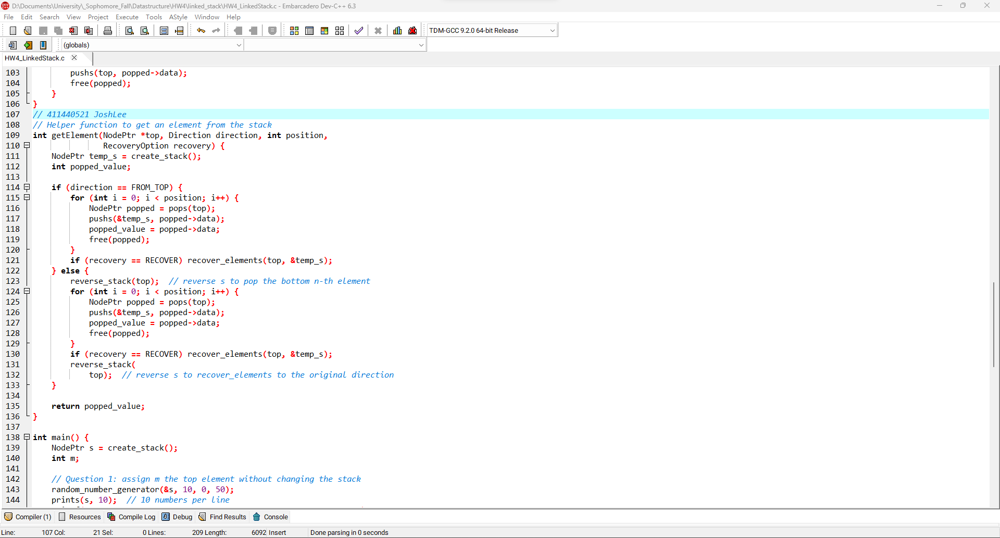 D:\Documents\University\_Sophomore_Fall\Datastructure\HW4\linked_stack\HW4_LinkedStack.c - Embarcadero Dev-C++ 6.3
File Edit Search View Project Execute Tools AStyle Window Help
TDM-GCC 9.2.0 64-bit Release
(globals)
HW4_LinkedStack.c
103 pushs(top, popped->data);
104 free(popped);
105 }
106 }
107 // 411440521 JoshLee
108 // Helper function to get an element from the stack
109 int getElement(NodePtr *top, Direction direction, int position,
110 RecoveryOption recovery) {
111 NodePtr temp_s = create_stack();
112 int popped_value;
113
114 if (direction == FROM_TOP) {
115 for (int i = 0; i < position; i++) {
116 NodePtr popped = pops(top);
117 pushs(&temp_s, popped->data);
118 popped_value = popped->data;
119 free(popped);
120 }
121 if (recovery == RECOVER) recover_elements(top, &temp_s);
122 } else {
123 reverse_stack(top); // reverse s to pop the bottom n-th element
124 for (int i = 0; i < position; i++) {
125 NodePtr popped = pops(top);
126 pushs(&temp_s, popped->data);
127 popped_value = popped->data;
128 free(popped);
129 }
130 if (recovery == RECOVER) recover_elements(top, &temp_s);
131 reverse_stack(
132 top); // reverse s to recover_elements to the original direction
133 }
134
135 return popped_value;
136 }
137
138 int main() {
139 NodePtr s = create_stack();
140 int m;
141
142 // Question 1: assign m the top element without changing the stack
143 random_number_generator(&s, 10, 0, 50);
144 prints(s, 10); // 10 numbers per line
Compiler (1) Resources Compile Log Debug Find Results Console
Line: 107 Col: 21 Sel: 0 Lines: 209 Length: 6092 Insert Done parsing in 0 seconds